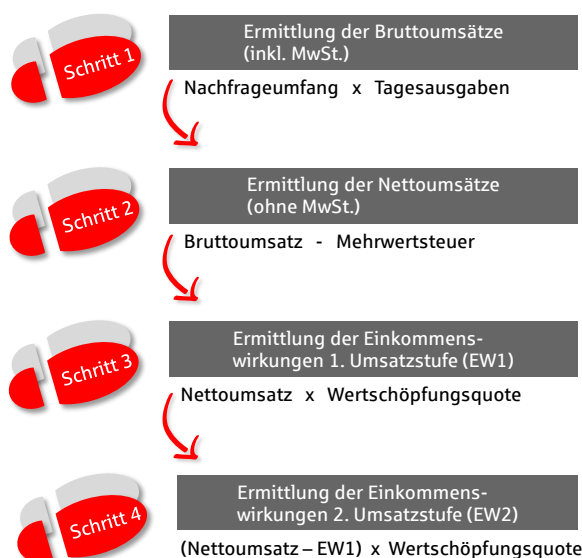 Schritt 1
Ermittlung der Bruttoumsätze
(inkl. MwSt.)
Nachfrageumfang x Tagesausgaben
Schritt 2
Ermittlung der Nettoumsätze
(ohne MwSt.)
Bruttoumsatz - Mehrwertsteuer
Schritt 3
Ermittlung der Einkommens-
wirkungen 1. Umsatzstufe (EW1)
Nettoumsatz x Wertschöpfungsquote
Schritt 4
Ermittlung der Einkommens-
wirkungen 2. Umsatzstufe (EW2)
(Nettoumsatz – EW1) x Wertschöpfungsquote